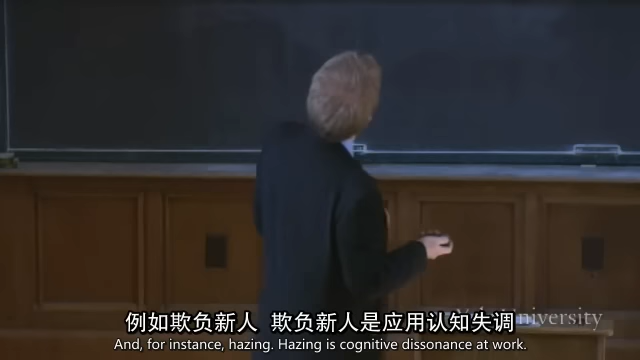 University
例如欺负新人 欺负新人是应用认知失调
And, for instance, hazing. Hazing is cognitive dissonance at work.